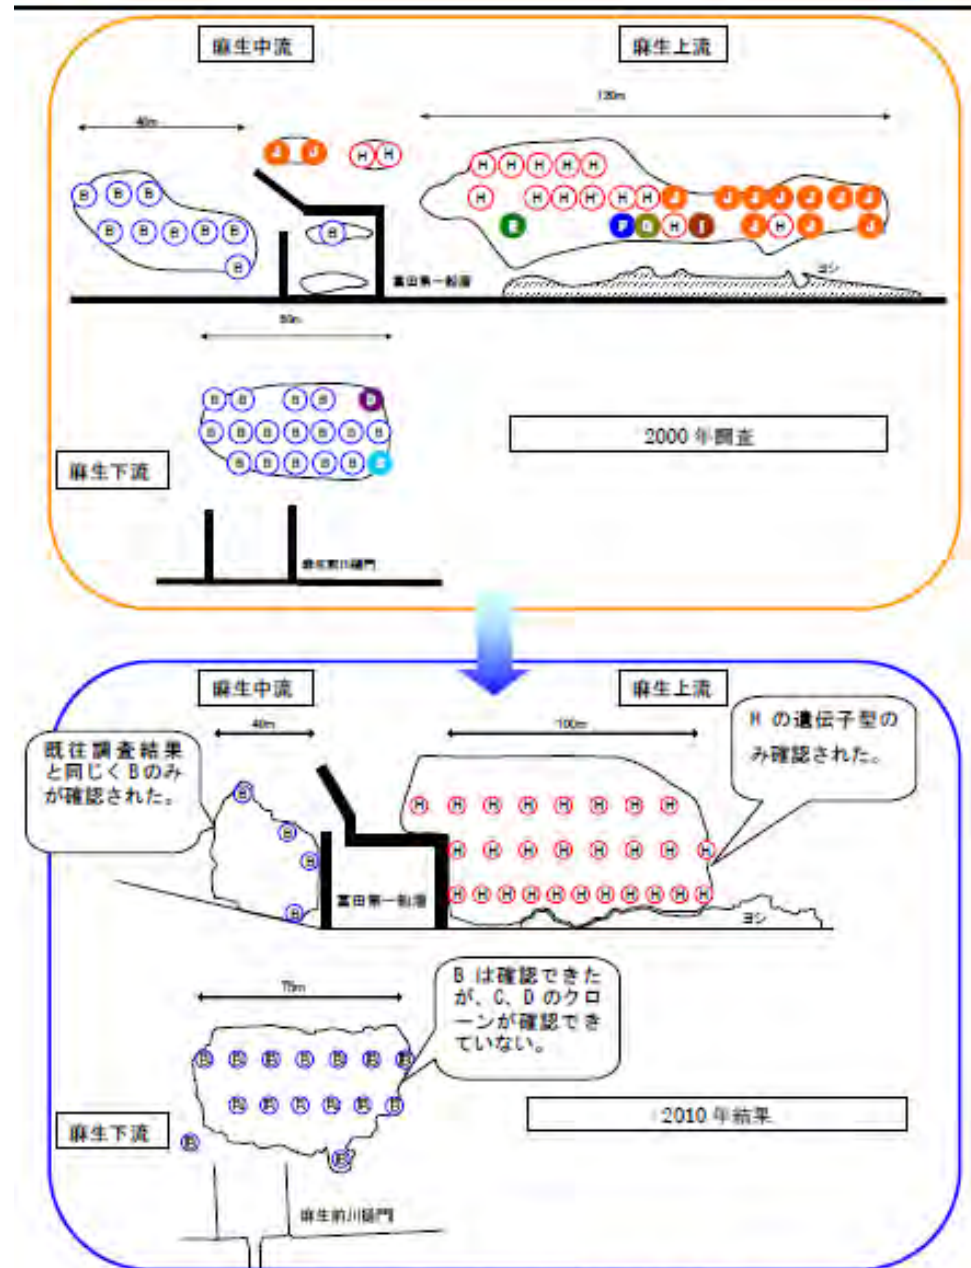 麻生中流
麻生上流
120m
J J H H
H H H H H
B B B
H H H H H H J J J J J J J
B B B B B
B
E F G H I J H J J
B
富田第一船溜
ヨシ
50m
B B B B D
B B B B B B B
2000年調査
B B B B B
麻生下流
麻生前川樋門
麻生中流
麻生上流
40m
100m
Hの遺伝子型の
み確認された。
既往調査結果
と同じくBのみ
が確認された。
B
H H H H H H H
B
B
H H H H H H H
H H H H H H H H H H
富田第一船溜
B
ヨシ
Bは確認できた
が、C、Dのクロ
ーンが確認でき
ていない。
75m
B B B B B B B
B B B B B B
2010年結果
麻生下流
B
B
麻生前川樋門